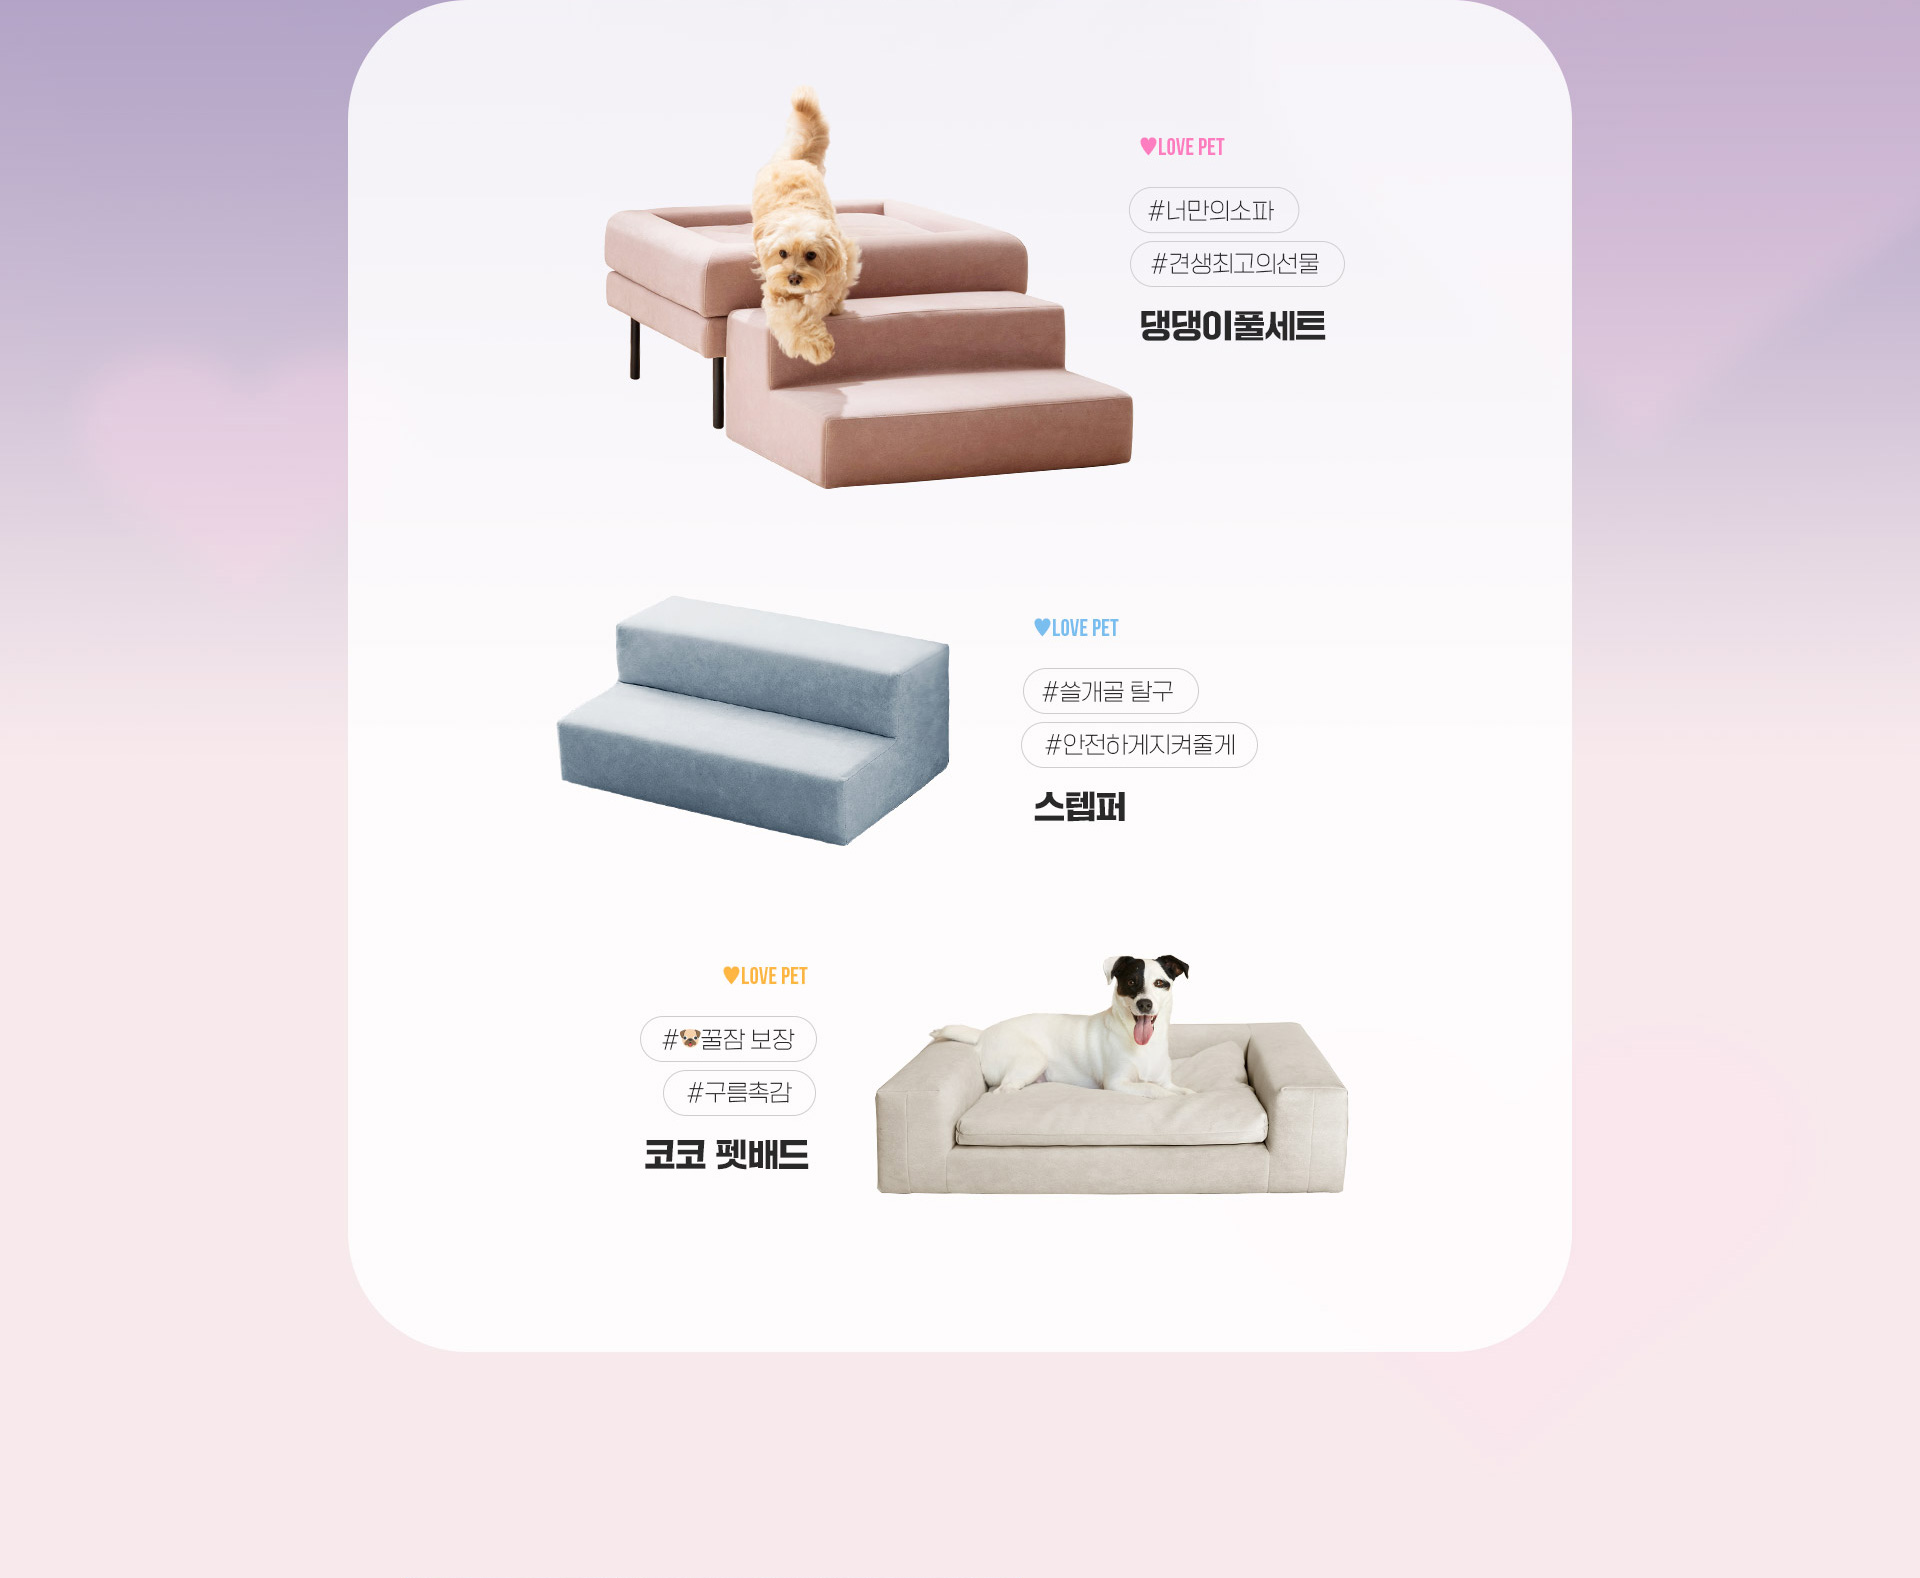 ♥LOVE PET
#너만의소파
#견생최고의선물
댕댕이풀세트
♥LOVE PET
#쓸개골 탈구
#안전하게지켜줄게
스텝퍼
♥LOVE PET
#🐶꿀잠 보장
#구름촉감
코코 펫배드